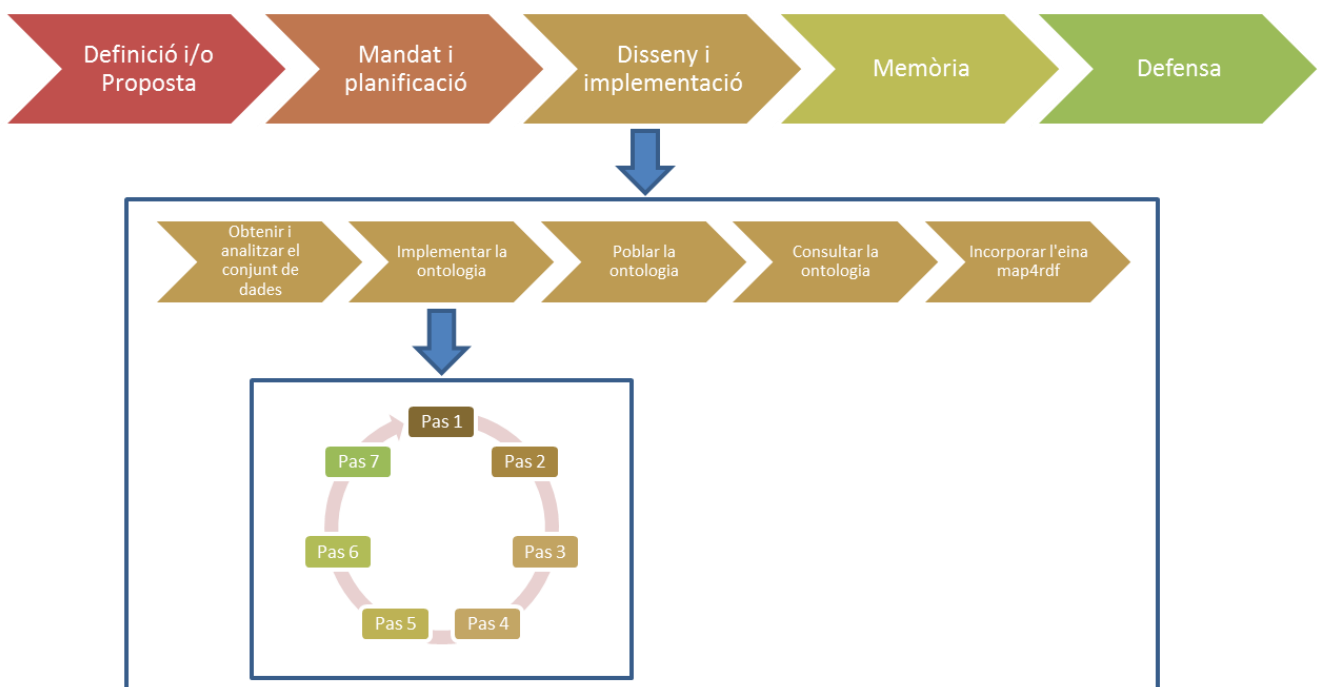 Definició i/o
Proposta
Mandat i
planificació
Disseny i
implementació
Memòria
Defensa
Obtenir i
analitzar el
conjunt de
dades
Implementar la
ontologia
Poblar la
ontologia
Consultar la
ontologia
Incorporar l'eina
map4rdf
Pas 1
Pas 2
Pas 3
Pas 4
Pas 5
Pas 6
Pas 7